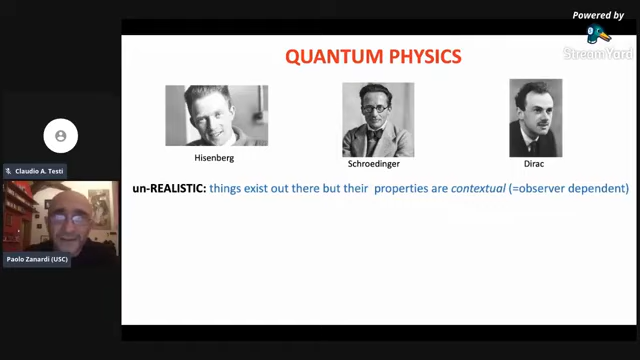 Powered by
StreamYard
QUANTUM PHYSICS
Hisenberg
Schroedinger
Dirac
un-REALISTIC: things exist out there but their properties are contextual (=observer dependent)
Claudio A. Testi
Paolo Zanardi (USC)